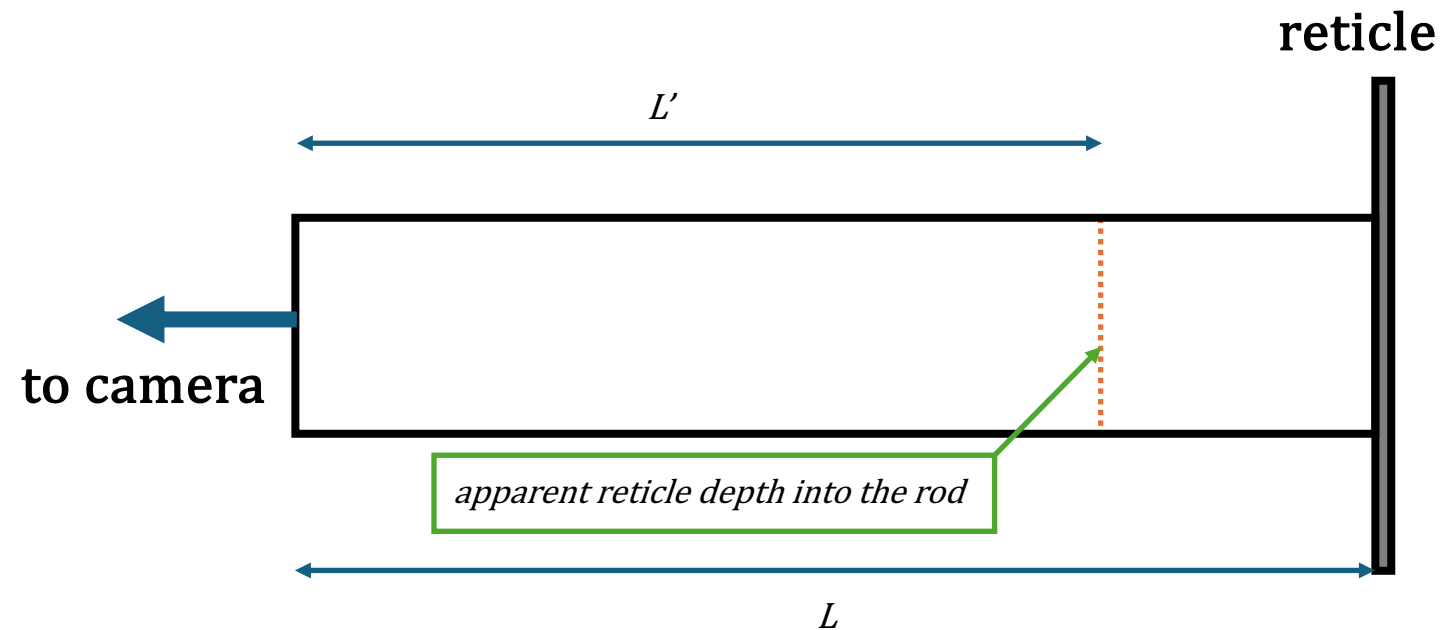 reticle
L’
to camera
apparent reticle depth into the rod
L